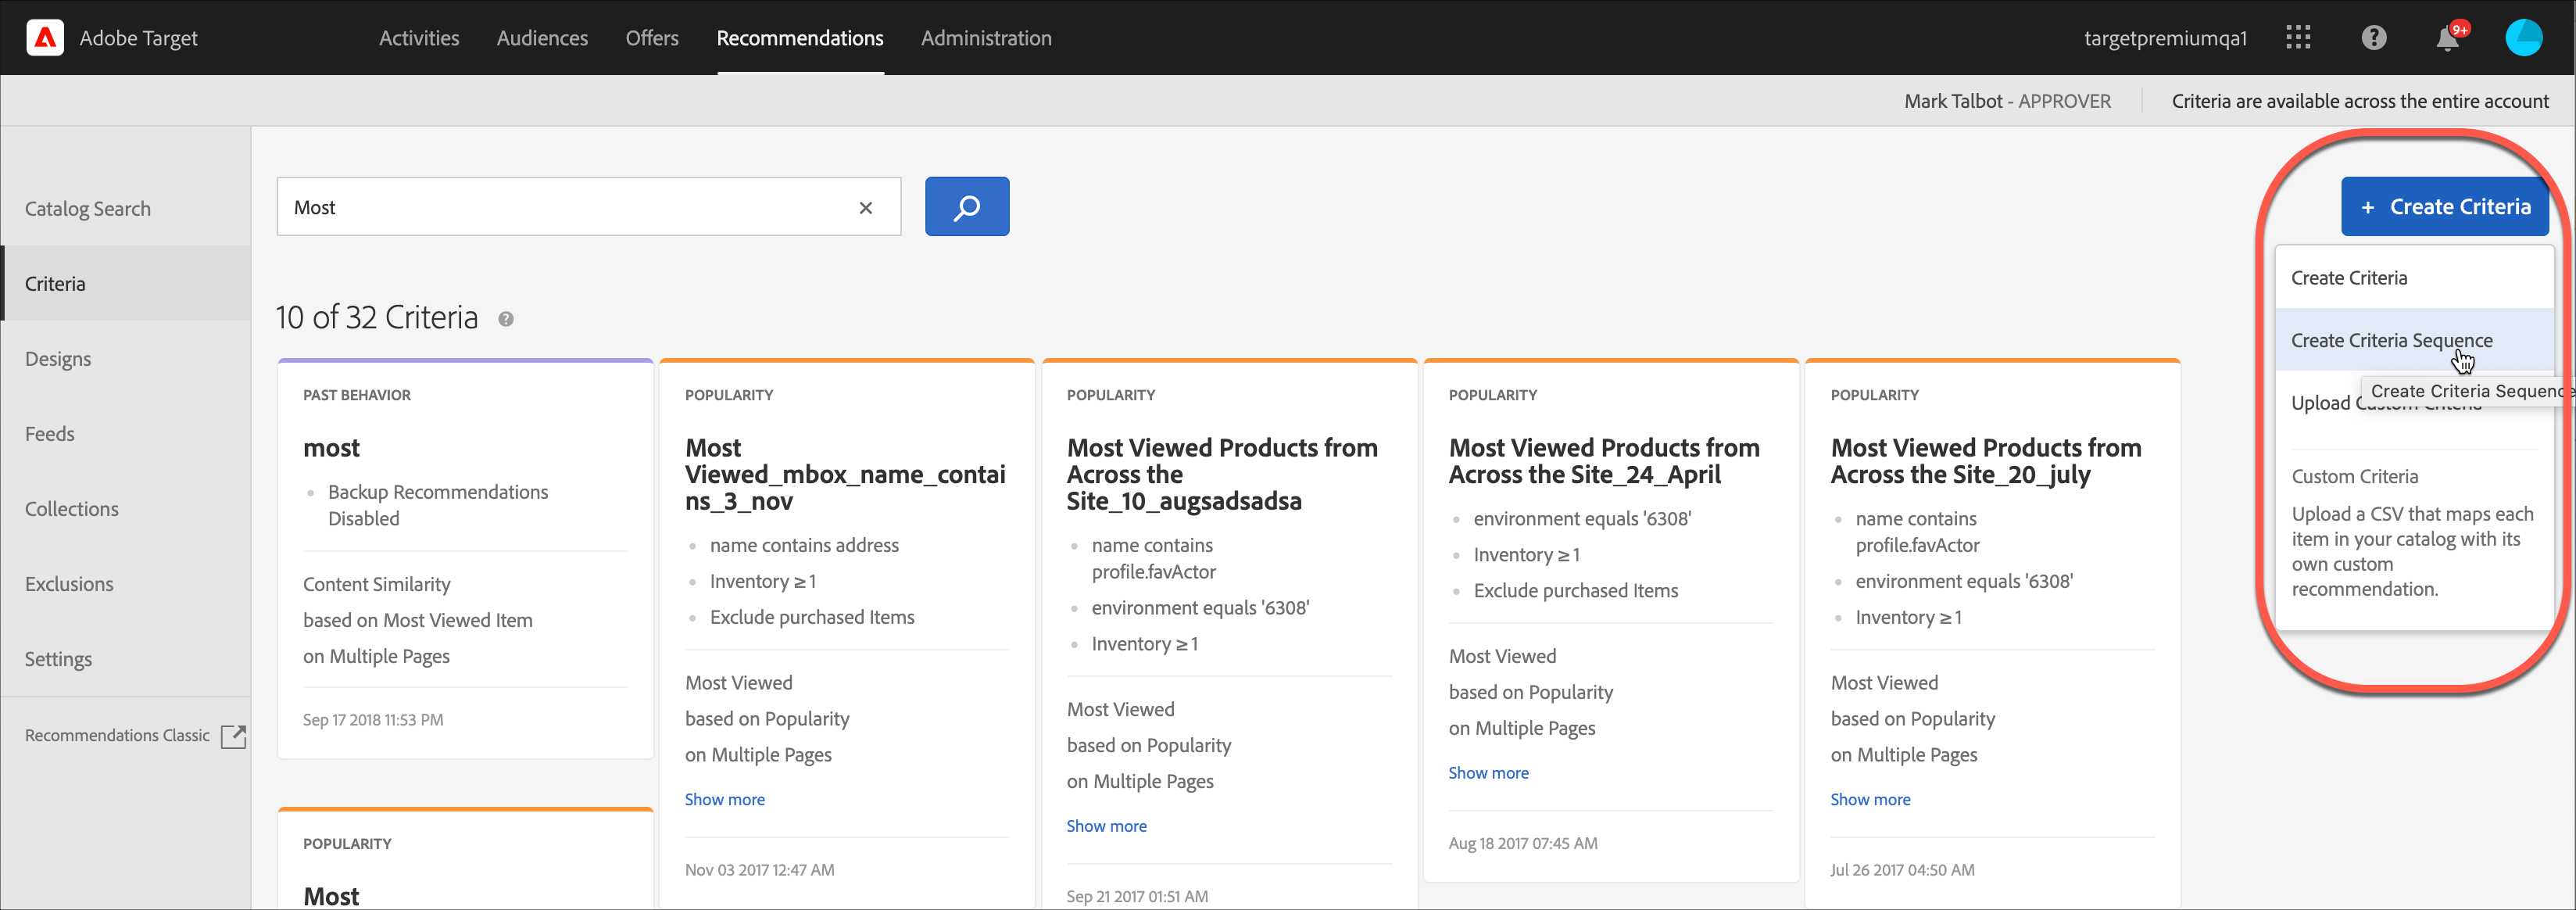 Adobe Target
Activities
Audiences
Offers
Recommendations
Administration
targetpremiumqa1
9+
Mark Talbot - APPROVER
Criteria are available across the entire account
Catalog Search
Criteria
Designs
Feeds
Collections
Exclusions
Settings
Recommendations Classic
Most
+ Create Criteria
Create Criteria
Create Criteria Sequence
Create Criteria Sequence
Upload Custom Criteria
Custom Criteria
Upload a CSV that maps each
item in your catalog with its
own custom
recommendation.
10 of 32 Criteria
PAST BEHAVIOR
most
Backup Recommendations
Disabled
Content Similarity
based on Most Viewed Item
on Multiple Pages
Sep 17 2018 11:53 PM
POPULARITY
Most
Viewed_mbox_name_contai
ns_3_nov
name contains address
Inventory ≥ 1
Exclude purchased Items
Most Viewed
based on Popularity
on Multiple Pages
Show more
Nov 03 2017 12:47 AM
POPULARITY
Most Viewed Products from
Across the
Site_10_augsadsadsa
name contains
profile.favActor
environment equals '6308'
Inventory ≥ 1
Most Viewed
based on Popularity
on Multiple Pages
Show more
Sep 21 2017 01:51 AM
POPULARITY
Most Viewed Products from
Across the Site_24_April
environment equals '6308'
Inventory ≥ 1
Exclude purchased Items
Most Viewed
based on Popularity
on Multiple Pages
Show more
Aug 18 2017 07:45 AM
POPULARITY
Most Viewed Products from
Across the Site_20_july
name contains
profile.favActor
environment equals '6308'
Inventory ≥ 1
Most Viewed
based on Popularity
on Multiple Pages
Show more
Jul 26 2017 04:50 AM
POPULARITY
Most